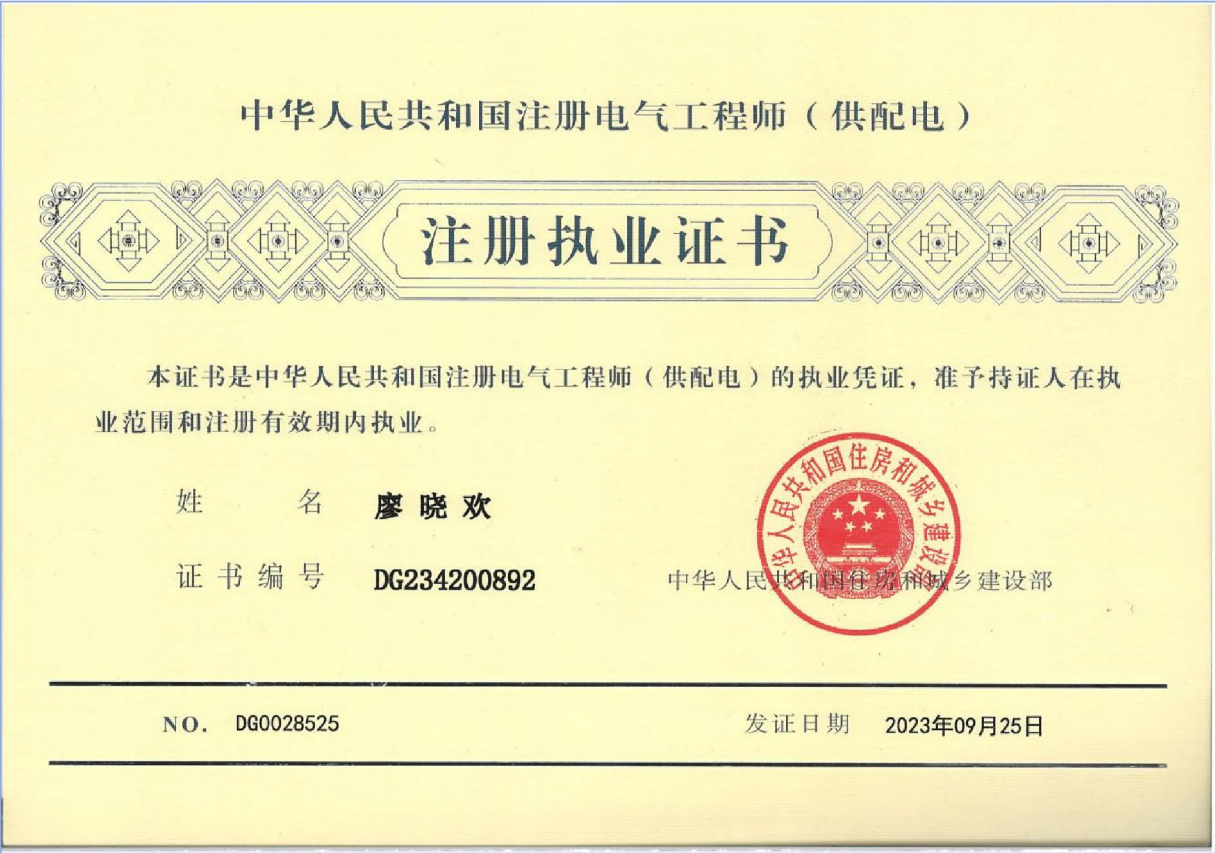 中华人民共和国注册电气工程师（供配电）
注册执业证书
本证书是中华人民共和国注册电气工程师（供配电）的执业凭证，准予持证人在执
业范围和注册有效期内执业。
中华人民共和国住房和城乡建设部
姓名 廖晓欢
证书编号 DG234200892 中华人民共和国住房和城乡建设部
NO. DG0028525 发证日期 2023年09月25日